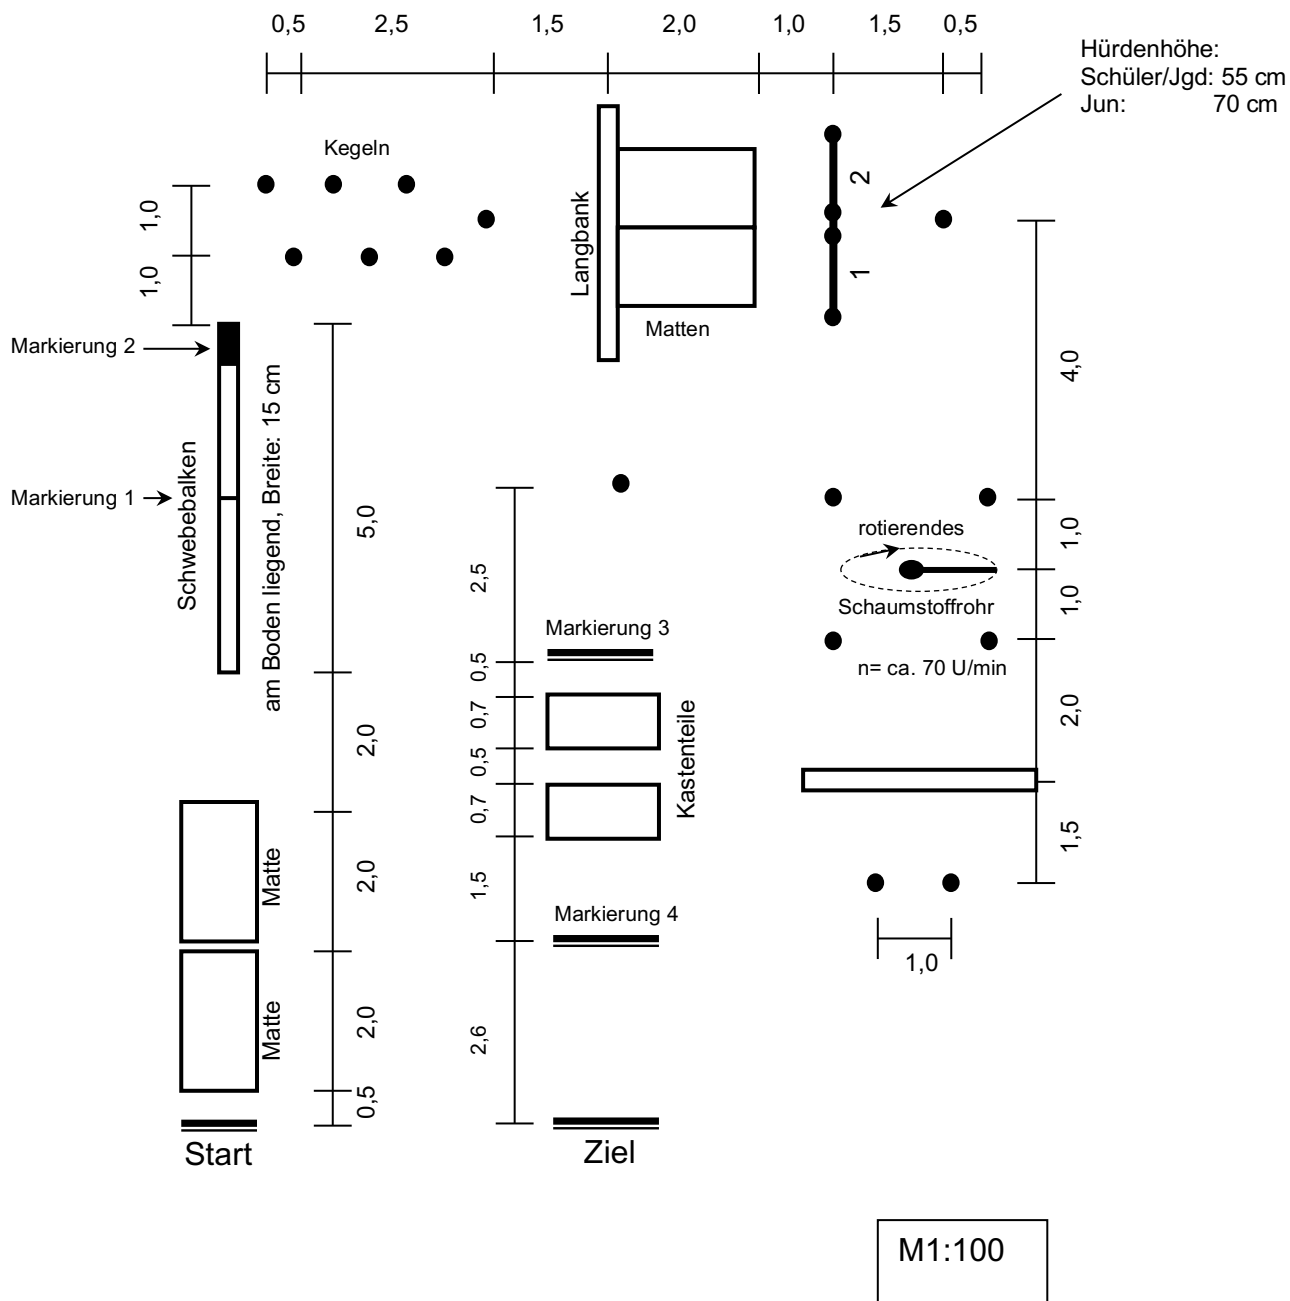 0,5 2,5 1,5 2,0 1,0 1,5 0,5
Hürdenhöhe:
Schüler/Jgd: 55 cm
Jun: 70 cm
Kegeln
1,0
1,0
Langbank
Matten
2
1
Markierung 2
Markierung 1
Schwebebalken
am Boden liegend, Breite: 15 cm
5,0
2,0
2,0
2,0
0,5
Matte
Matte
Start
2,5
0,5
0,7
0,5
0,7
1,5
2,6
Markierung 3
Kastenteile
Markierung 4
Ziel
4,0
1,0
1,0
2,0
1,5
rotierendes
Schaumstoffrohr
n= ca. 70 U/min
1,0
M1:100